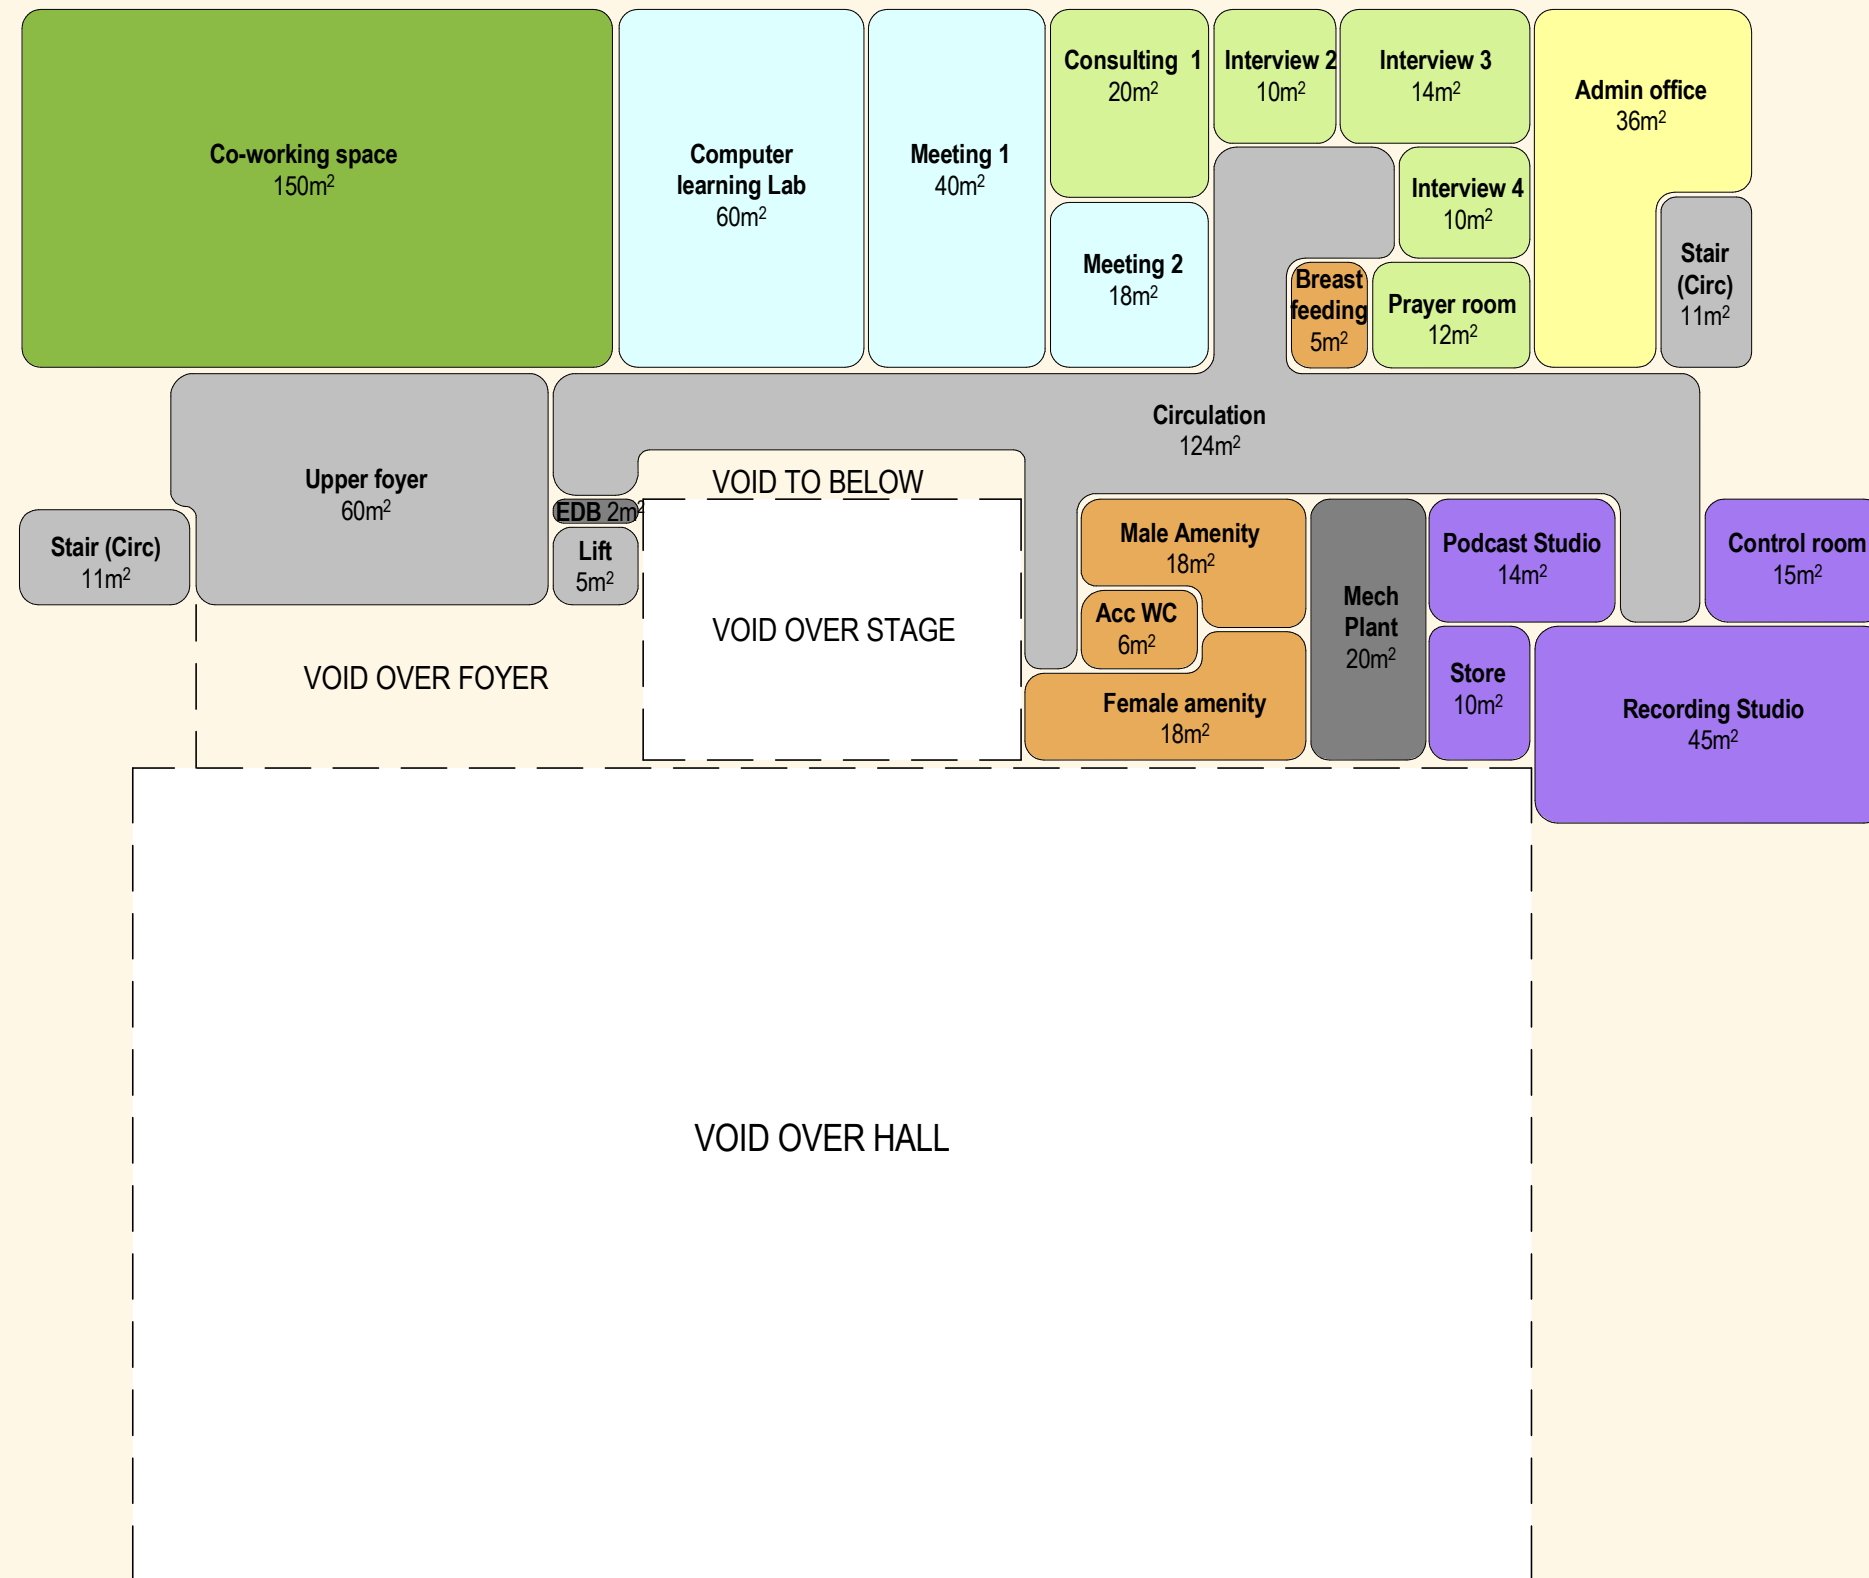 Co-working space
150m²
Computer
learning Lab
60m²
Meeting 1
40m²
Consulting 1
20m²
Interview 2
10m²
Interview 3
14m²
Admin office
36m²
Meeting 2
18m²
Interview 4
10m²
Breast
feeding
5m²
Prayer room
12m²
Stair
(Circ)
11m²
Circulation
124m²
Upper foyer
60m²
Stair (Circ)
11m²
EDB 2m²
Lift
5m²
VOID TO BELOW
VOID OVER STAGE
VOID OVER FOYER
Male Amenity
18m²
Acc WC
6m²
Female amenity
18m²
Mech
Plant
20m²
Podcast Studio
14m²
Control room
15m²
Store
10m²
Recording Studio
45m²
VOID OVER HALL